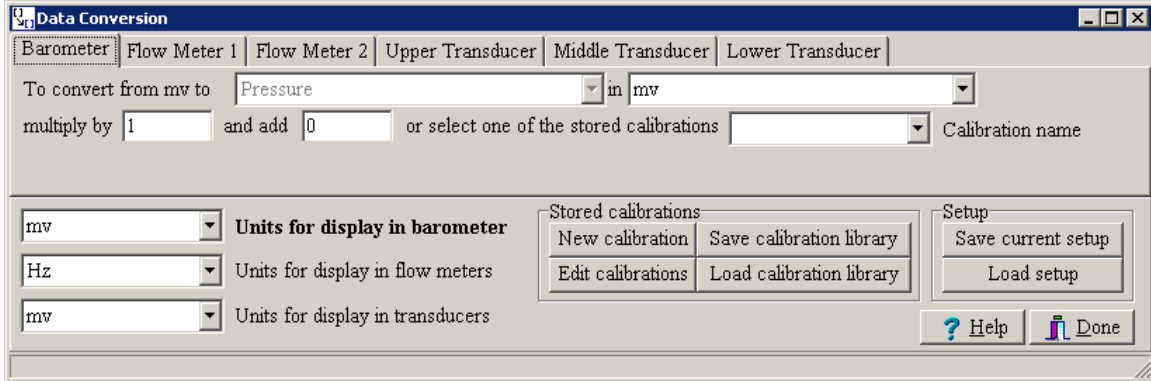 Data Conversion
Barometer Flow Meter 1 Flow Meter 2 Upper Transducer Middle Transducer Lower Transducer
To convert from mv to Pressure in mv
multiply by 1 and add 0 or select one of the stored calibrations Calibration name
Stored calibrations Setup
mv Units for display in barometer New calibration Save calibration library Save current setup
Hz Units for display in flow meters Edit calibrations Load calibration library Load setup
mv Units for display in transducers
? Help Done